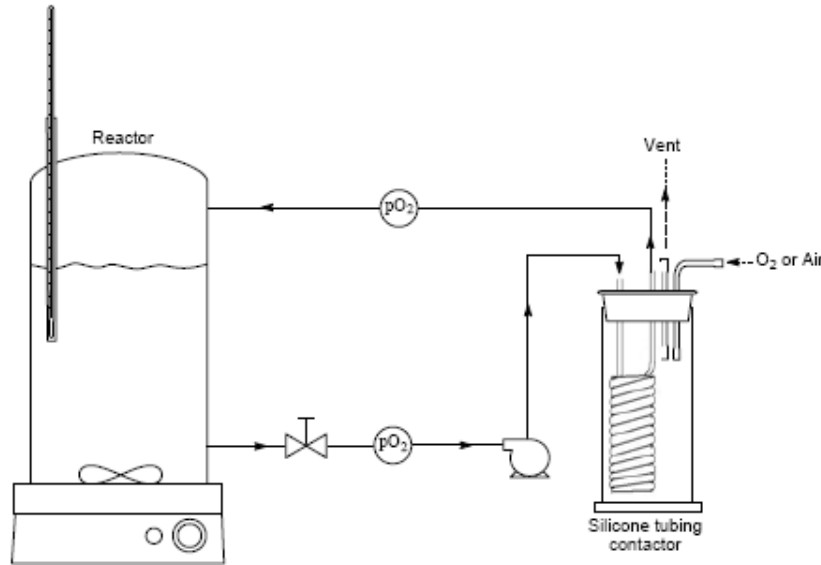 Reactor
Vent
pO₂
O₂ or Air
pO₂
Silicone tubing
contactor